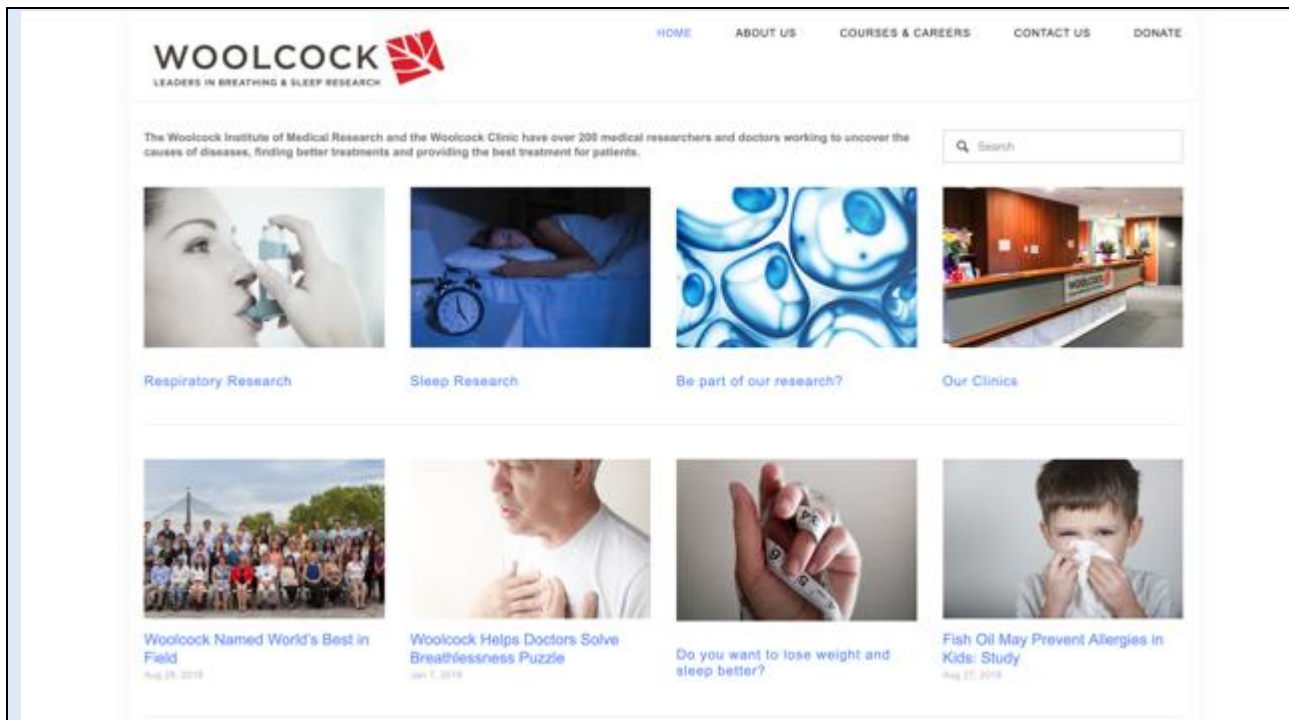 WOOLCOCK
LEADERS IN BREATHING & SLEEP RESEARCH
HOME ABOUT US COURSES & CAREERS CONTACT US DONATE
The Woolcock Institute of Medical Research and the Woolcock Clinic have over 200 medical researchers and doctors working to uncover the
causes of diseases, finding better treatments and providing the best treatment for patients.
Search
WOOLCOCK
Respiratory Research
Sleep Research
Be part of our research?
Our Clinics
34
6
5
Woolcock Named World's Best in
Field
Woolcock Helps Doctors Solve
Breathlessness Puzzle
Do you want to lose weight and
sleep better?
Fish Oil May Prevent Allergies in
Kids: Study